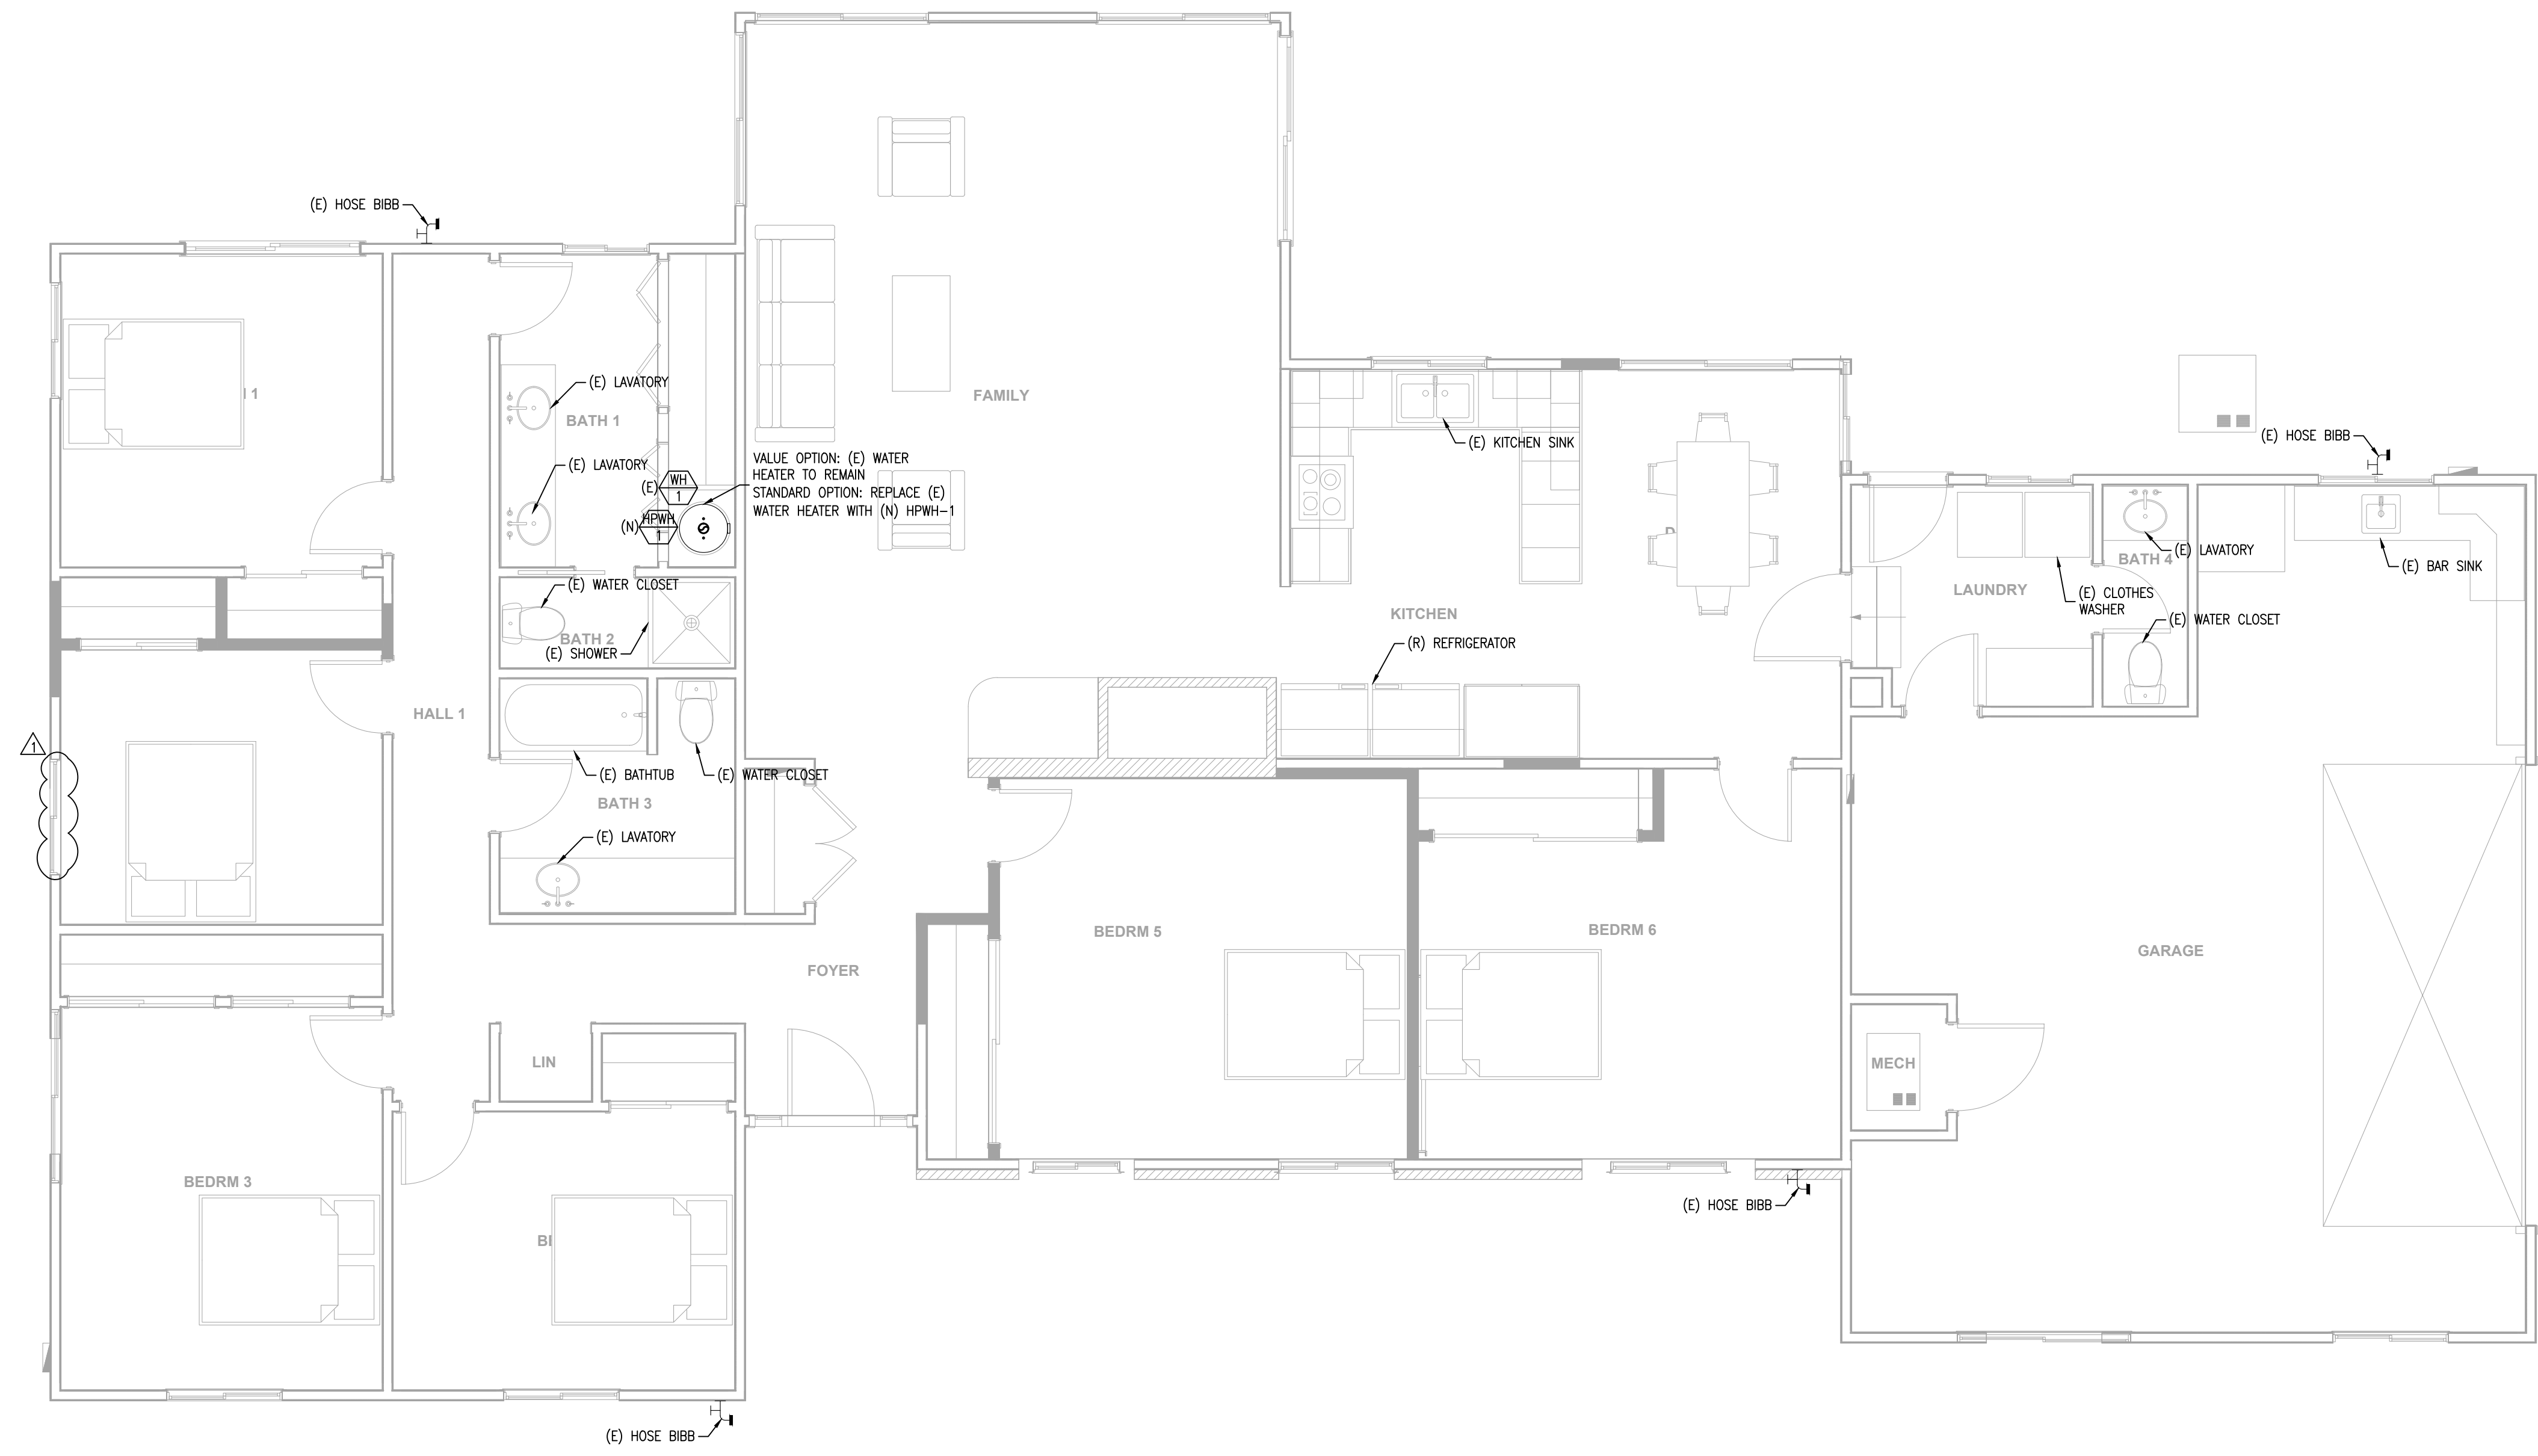 (E) HOSE BIBB
1
(E) LAVATORY
BATH 1
FAMILY
(E) LAVATORY
(E)
WH
1
(N)
HPWH
1
VALUE OPTION: (E) WATER
HEATER TO REMAIN
STANDARD OPTION: REPLACE (E)
WATER HEATER WITH (N) HPWH-1
(E) KITCHEN SINK
(E) HOSE BIBB
(E) WATER CLOSET
BATH 2
(E) SHOWER
KITCHEN
(R) REFRIGERATOR
LAUNDRY
BATH 4
(E) LAVATORY
(E) BAR SINK
(E) CLOTHES
WASHER
(E) WATER CLOSET
HALL 1
1
(E) BATHTUB
(E) WATER CLOSET
BATH 3
(E) LAVATORY
BEDRM 5
BEDRM 6
GARAGE
FOYER
LIN
MECH
BEDRM 3
(E) HOSE BIBB
(E) HOSE BIBB